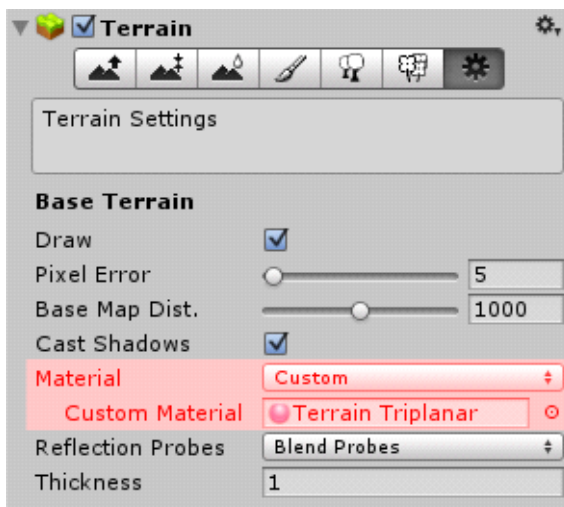 Terrain
Terrain Settings
Base Terrain
Draw
Pixel Error 5
Base Map Dist. 1000
Cast Shadows
Material Custom
Custom Material Terrain Triplanar
Reflection Probes Blend Probes
Thickness 1